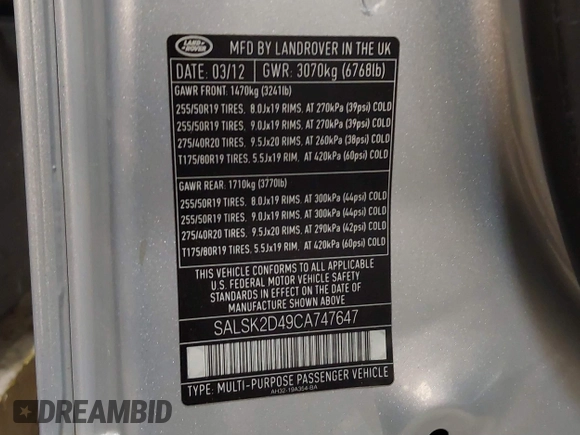 LAND
ROVER
MFD BY LANDROVER IN THE UK
DATE: 03/12 GWR: 3070kg (6768lb)
GAWR FRONT: 1470kg (3241lb)
255/50R19 TIRES. 8.0Jx19 RIMS. AT 270kPa (39psi) COLD
255/50R19 TIRES. 9.0Jx19 RIMS. AT 270kPa (39psi) COLD
275/40R20 TIRES. 9.5Jx20 RIMS. AT 260kPa (38psi) COLD
T175/80R19 TIRES. 5.5Jx19 RIM. AT 420kPa (60psi) COLD
GAWR REAR: 1710kg (3770lb)
255/50R19 TIRES. 8.0Jx19 RIMS. AT 300kPa (44psi) COLD
255/50R19 TIRES. 9.0Jx19 RIMS. AT 300kPa (44psi) COLD
275/40R20 TIRES. 9.5Jx20 RIMS. AT 290kPa (42psi) COLD
T175/80R19 TIRES. 5.5Jx19 RIM. AT 420kPa (60psi) COLD
THIS VEHICLE CONFORMS TO ALL APPLICABLE
U.S. FEDERAL MOTOR VEHICLE SAFETY
STANDARDS IN EFFECT ON THE DATE OF
MANUFACTURE SHOWN ABOVE
SALSK2D49CA747647
TYPE: MULTI-PURPOSE PASSENGER VEHICLE
AH32-19A354-BA
DREAMBID